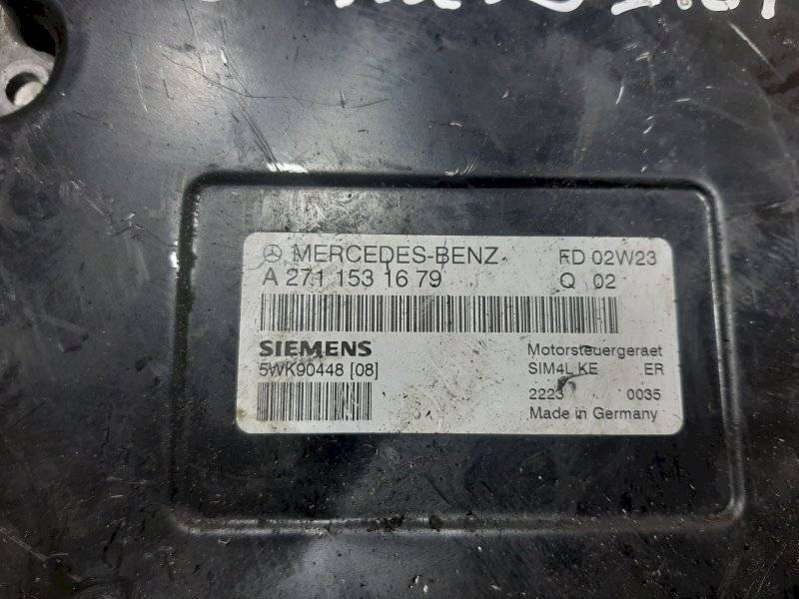 MERCEDES-BENZ FD 02W23
A 271 153 16 79 Q 02
SIEMENS Motorsteuergeraet
5WK90448 [08] SIM4LKE ER
2223 0035
Made in Germany